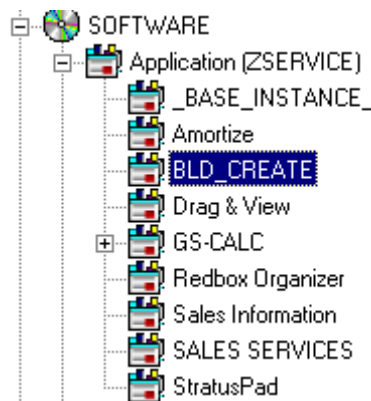 SOFTWARE
Application (ZSERVICE)
_BASE_INSTANCE_
Amortize
BLD_CREATE
Drag & View
GS-CALC
Redbox Organizer
Sales Information
SALES SERVICES
StratusPad